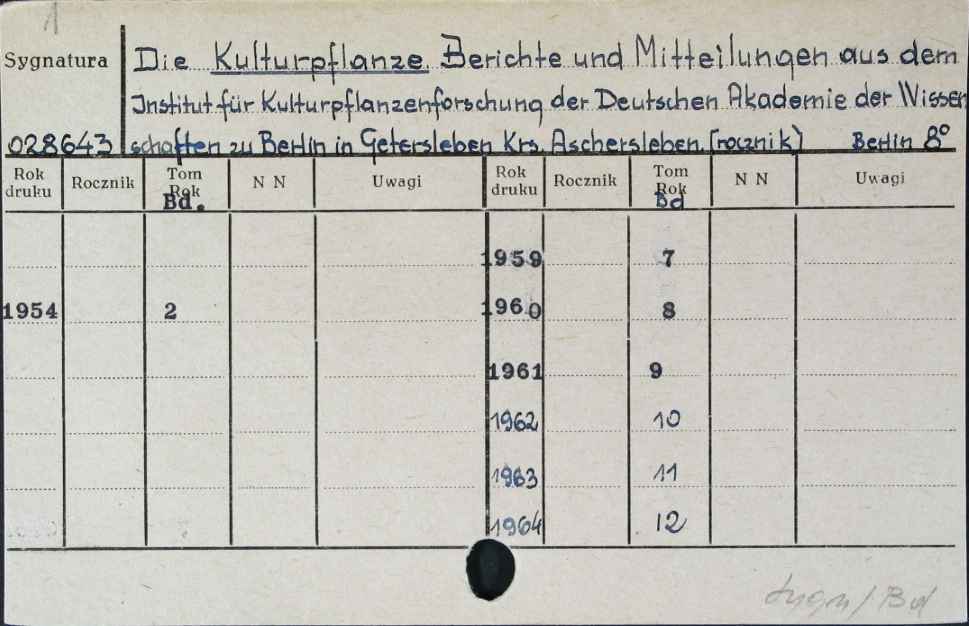 1
Sygnatura
Die Kulturpflanze Berichte und Mitteilungen aus dem
Institut für Kulturpflanzenforschung der Deutschen Akademie der Wissen
028643 schaften zu Berlin in Getersleben Krs. Aschersleben. (rocznik) Berlin 8°
Rok druku Rocznik Tom Rok Bd. N N Uwagi Rok druku Rocznik Tom Rok Bd N N Uwagi
1959 7
1954 2 1960 8
1961 9
1962 10
1963 11
1964 12
Bd